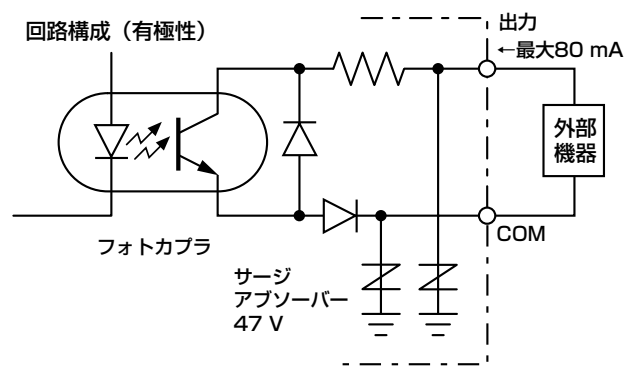 回路構成（有極性）
出力
←最大80 mA
外部
機器
フォトカプラ
COM
サージ
アブソーバー
47 V